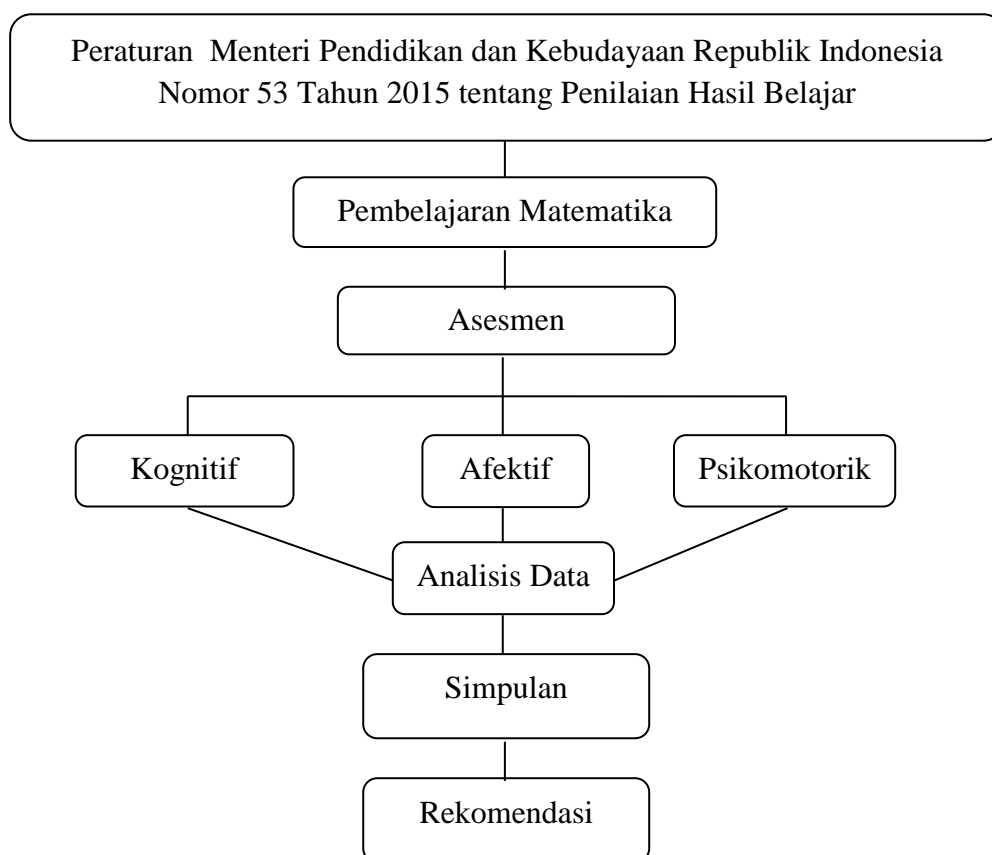 Peraturan  Menteri Pendidikan dan Kebudayaan Republik Indonesia
Nomor 53 Tahun 2015 tentang Penilaian Hasil Belajar
Pembelajaran Matematika
Asesmen
Kognitif
Afektif
Psikomotorik
Analisis Data
Simpulan
Rekomendasi